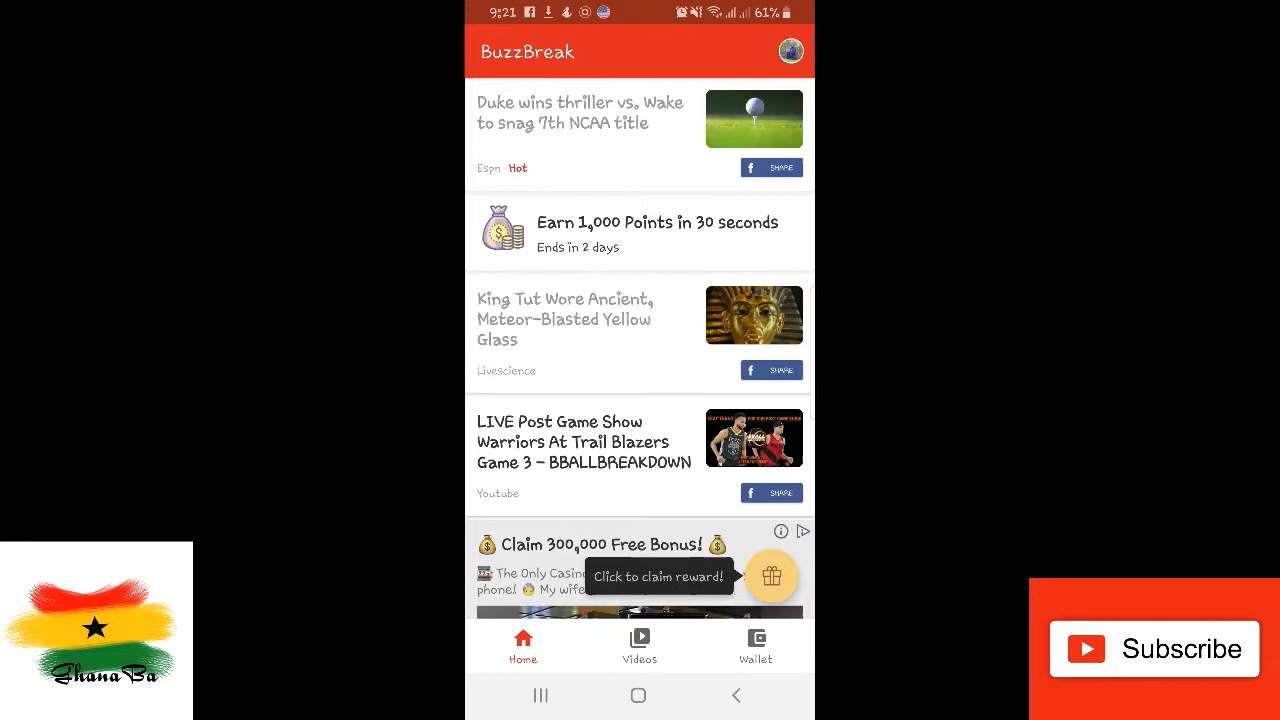 9:21
61%
BuzzBreak
Duke wins thriller vs. Wake
to snag 7th NCAA title
Espn Hot
f SHARE
$
Earn 1,000 Points in 30 seconds
Ends in 2 days
King Tut Wore Ancient,
Meteor-Blasted Yellow
Glass
Livescience
f SHARE
LIVE Post Game Show
Warriors At Trail Blazers
Game 3 - BBALLBREAKDOWN
Youtube
f SHARE
💰 Claim 300,000 Free Bonus! 💰
🎰 The Only Casino
phone! 👵 My wife
Click to claim reward!
Home
Videos
Wallet
GhanaBa
Subscribe